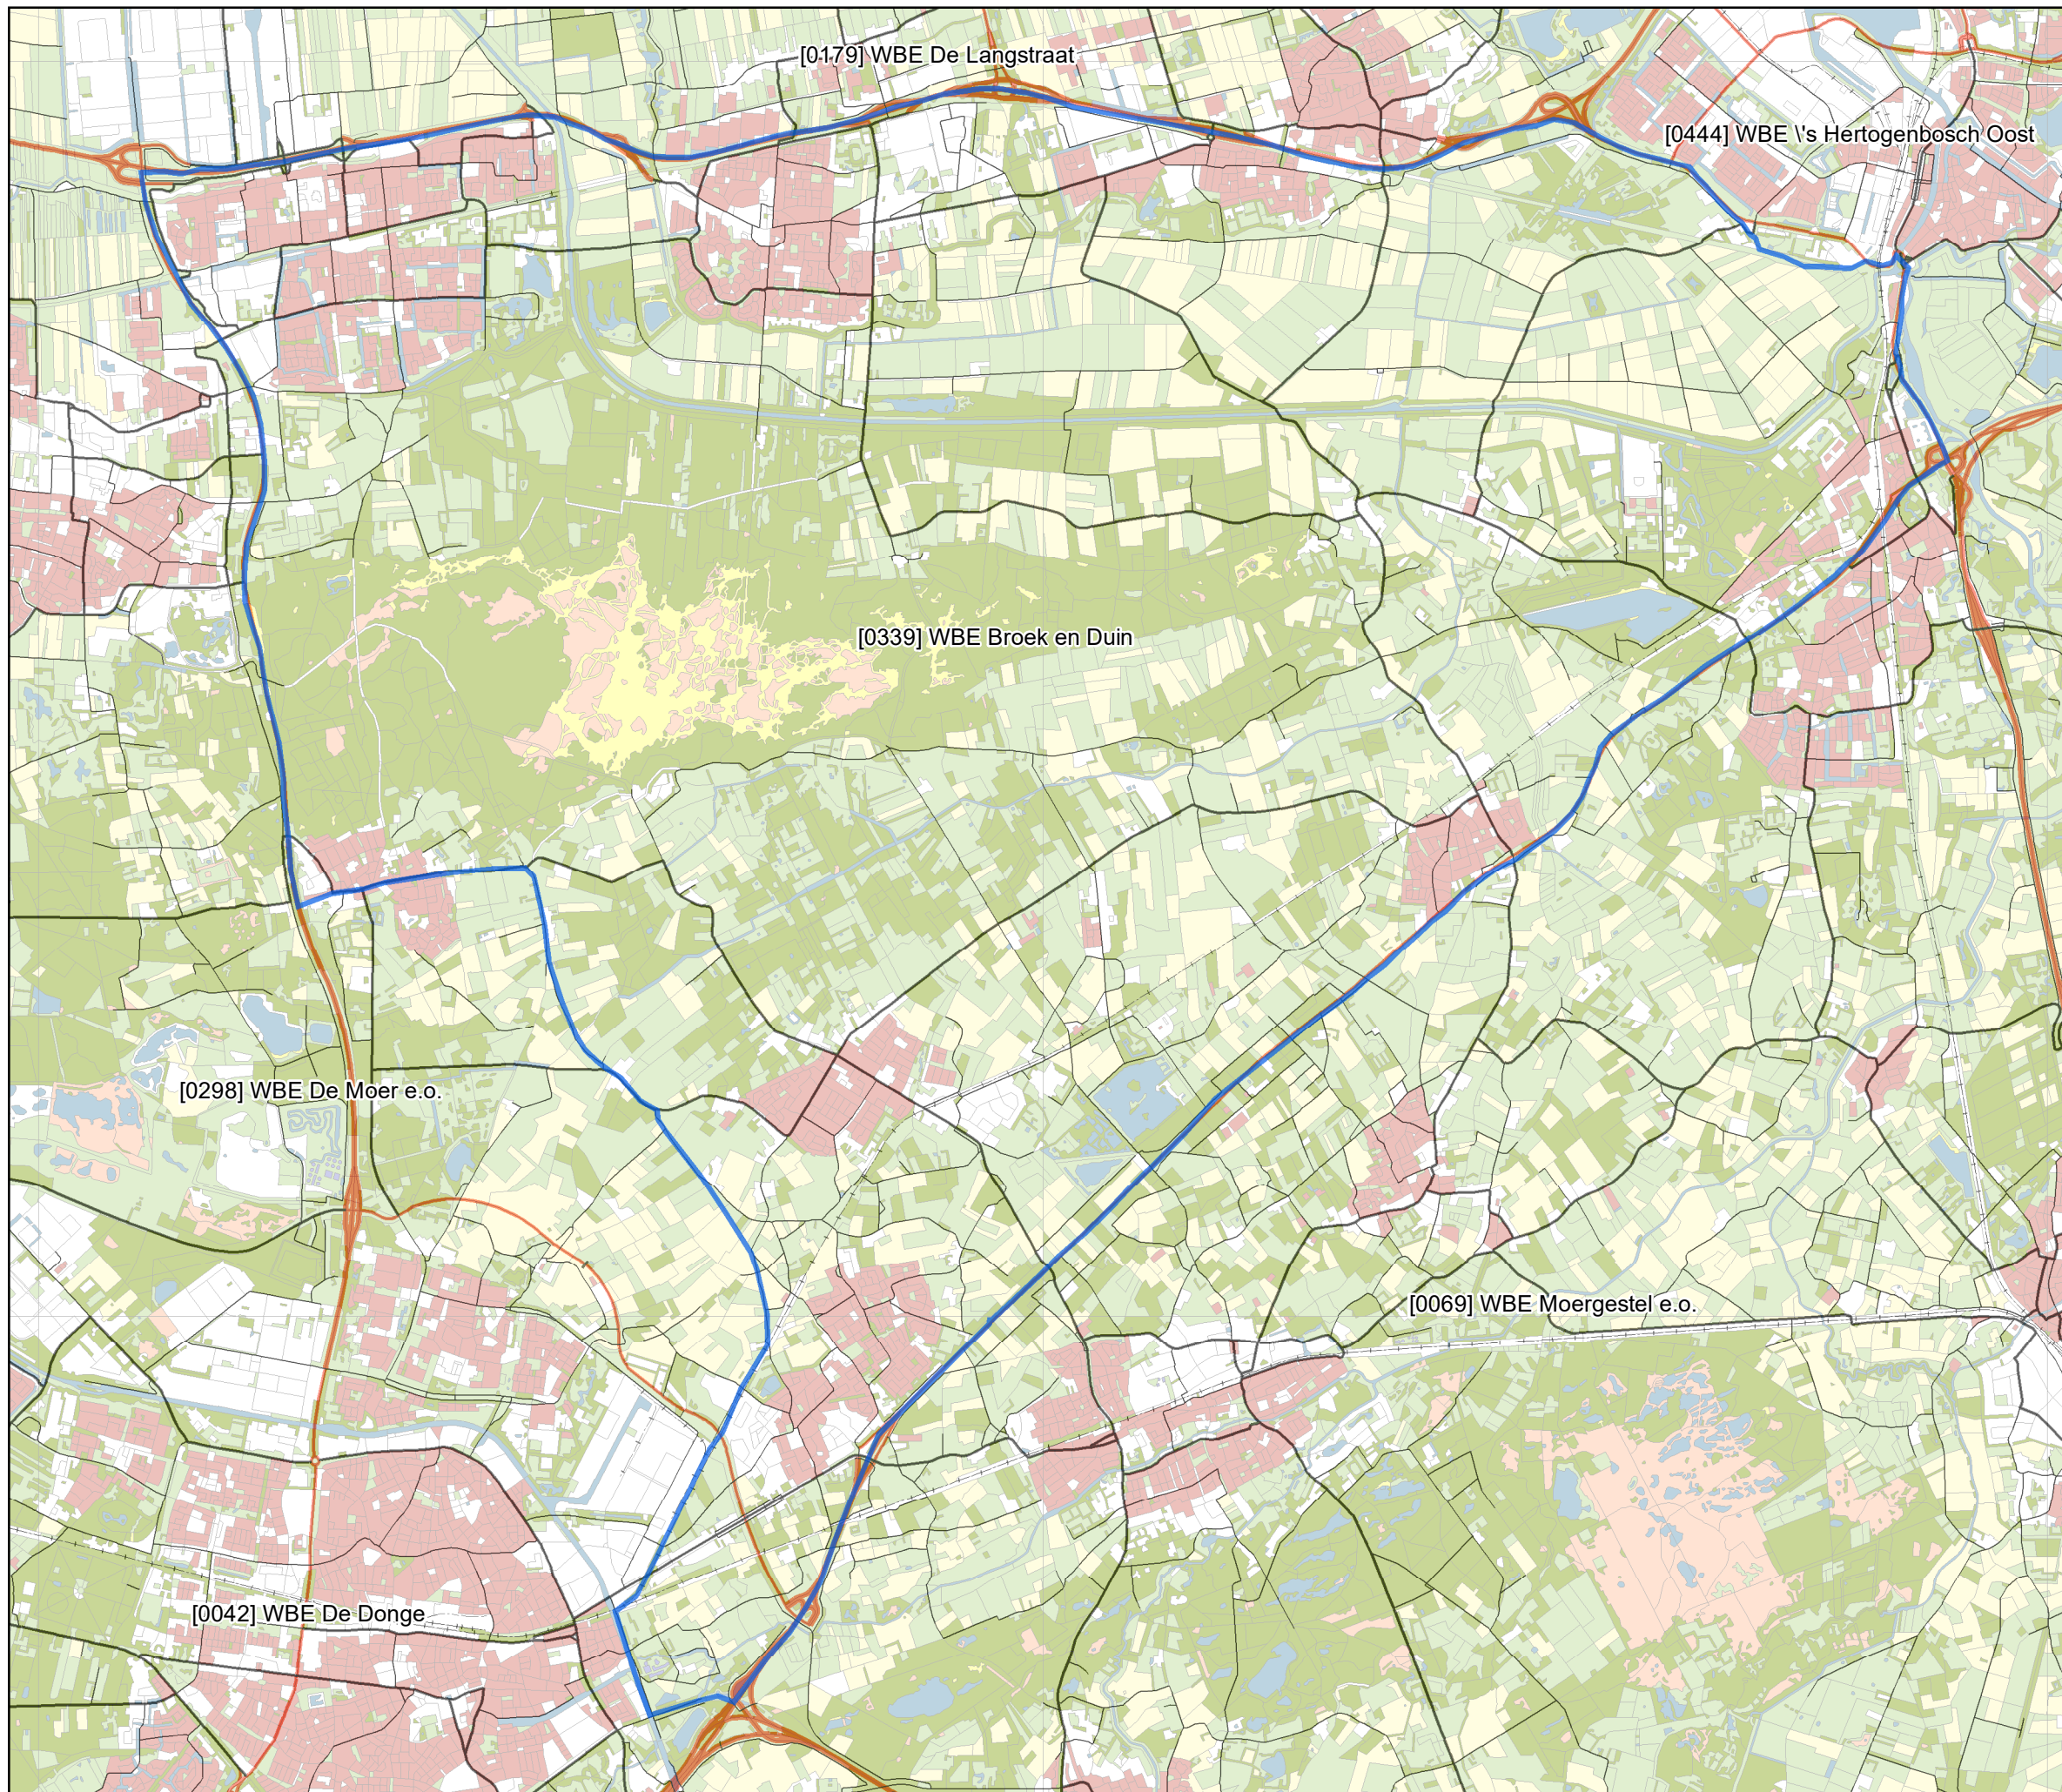 [0179] WBE De Langstraat
[0444] WBE \'s Hertogenbosch Oost
[0339] WBE Broek en Duin
[0298] WBE De Moer e.o.
[0069] WBE Moergestel e.o.
[0042] WBE De Donge